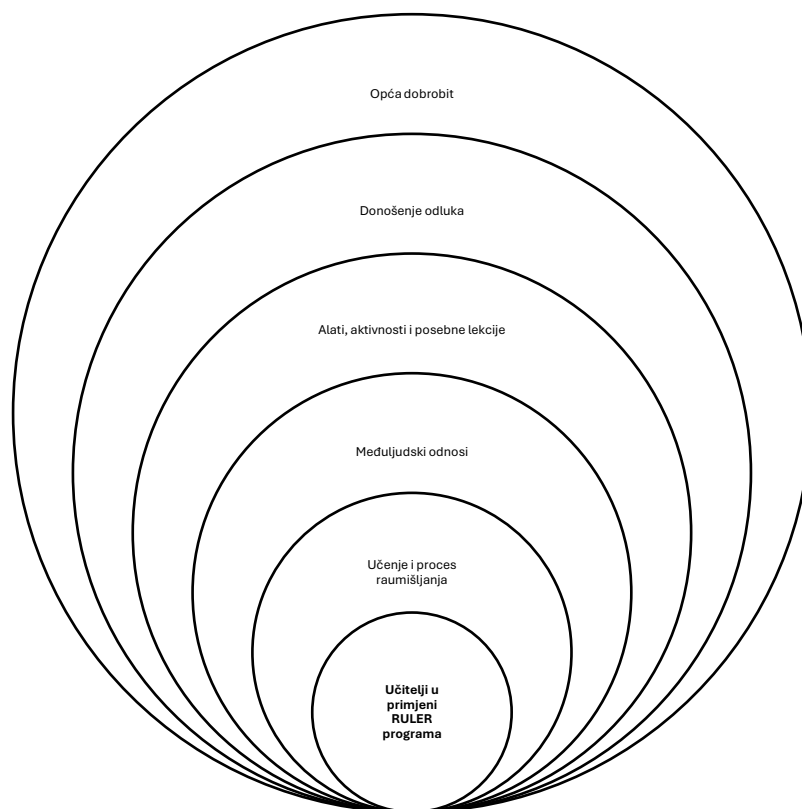 Opća dobrobit
Donošenje odluka
Alati, aktivnosti i posebne lekcije
Međuljudski odnosi
Učenje i proces
raumišljanja
Učitelji u
primjeni
RULER
programa